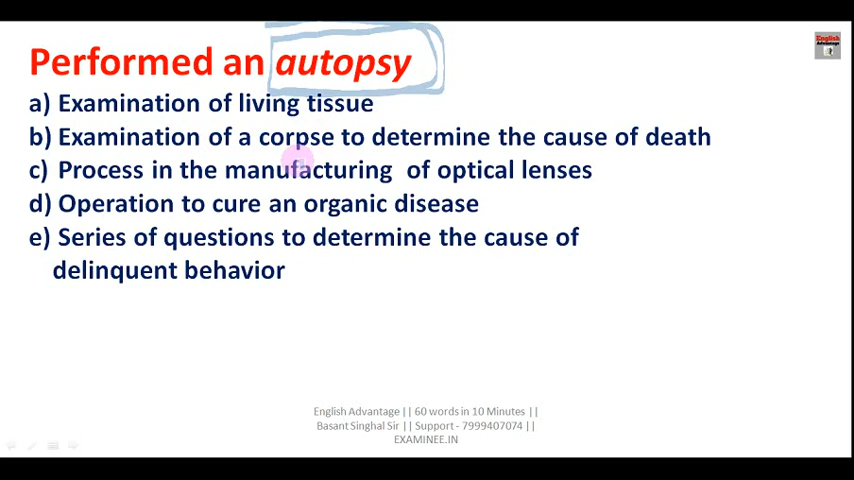 English
Advantage
Performed an autopsy
a) Examination of living tissue
b) Examination of a corpse to determine the cause of death
c) Process in the manufacturing of optical lenses
d) Operation to cure an organic disease
e) Series of questions to determine the cause of
delinquent behavior
English Advantage || 60 words in 10 Minutes ||
Basant Singhal Sir || Support - 7999407074 ||
EXAMINEE.IN